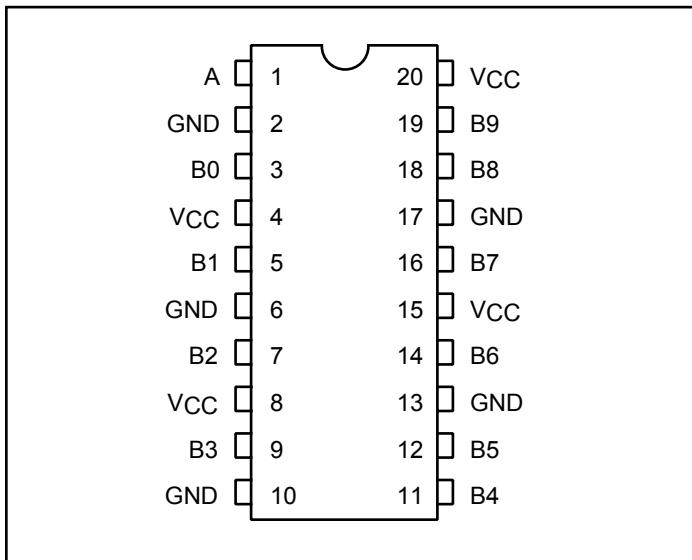 A 1 20 VCC
GND 2 19 B9
B0 3 18 B8
VCC 4 17 GND
B1 5 16 B7
GND 6 15 VCC
B2 7 14 B6
VCC 8 13 GND
B3 9 12 B5
GND 10 11 B4